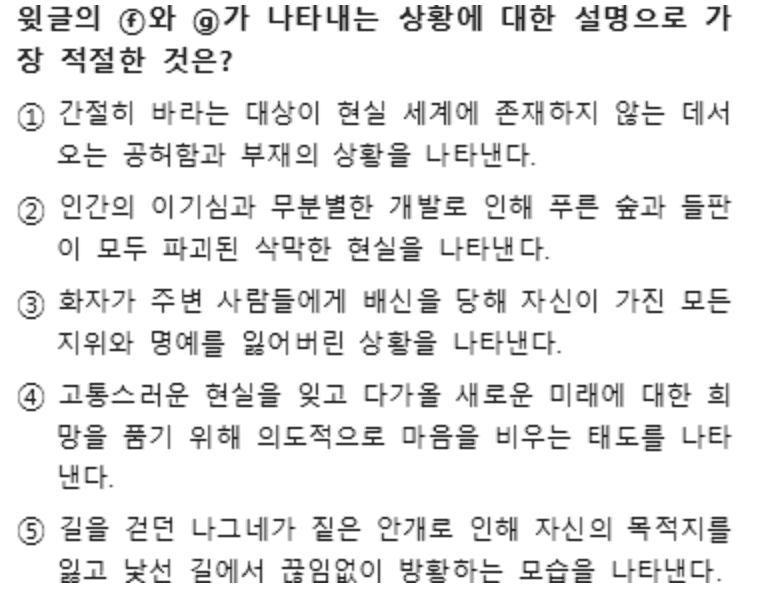 윗글의 ⓕ와 ⓖ가 나타내는 상황에 대한 설명으로 가
장 적절한 것은?
① 간절히 바라는 대상이 현실 세계에 존재하지 않는 데서
오는 공허함과 부재의 상황을 나타낸다.
② 인간의 이기심과 무분별한 개발로 인해 푸른 숲과 들판
이 모두 파괴된 삭막한 현실을 나타낸다.
③ 화자가 주변 사람들에게 배신을 당해 자신이 가진 모든
지위와 명예를 잃어버린 상황을 나타낸다.
④ 고통스러운 현실을 잊고 다가올 새로운 미래에 대한 희
망을 품기 위해 의도적으로 마음을 비우는 태도를 나타
낸다.
⑤ 길을 걷던 나그네가 짙은 안개로 인해 자신의 목적지를
잃고 낯선 길에서 끊임없이 방황하는 모습을 나타낸다.